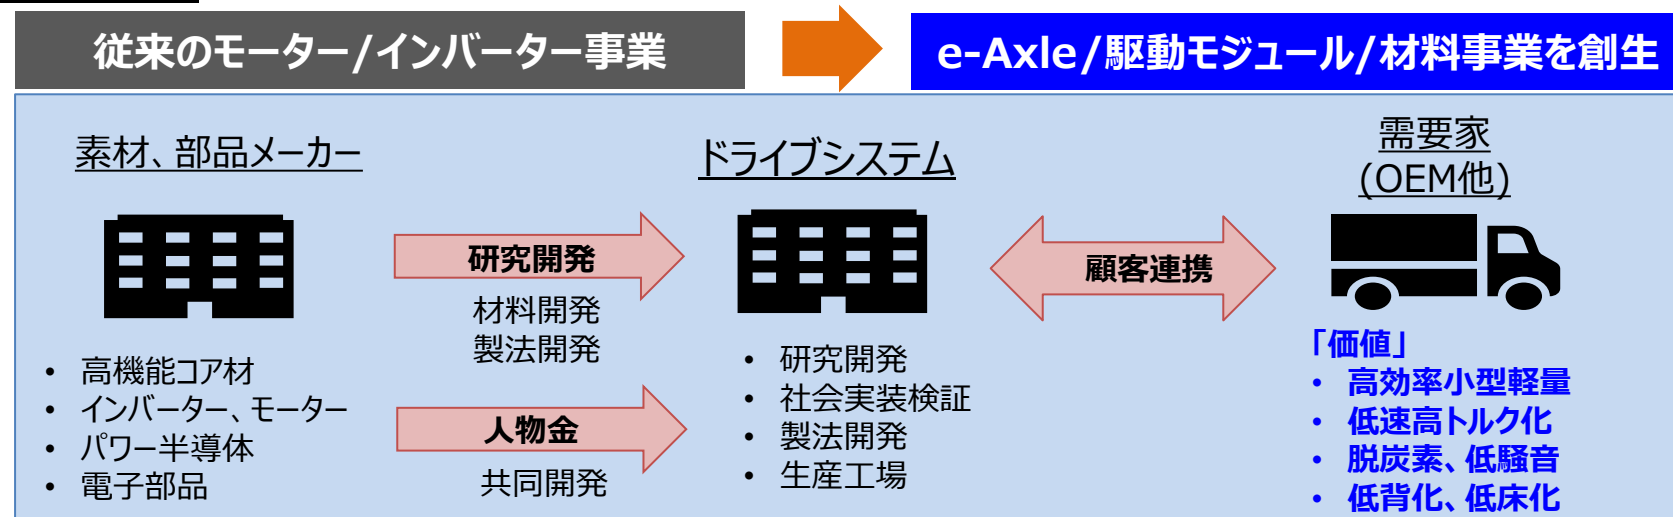 従来のモーター/インバーター事業
e-Axle/駆動モジュール/材料事業を創生
素材、部品メーカー
• 高機能コア材
• インバーター、モーター
• パワー半導体
• 電子部品
研究開発
材料開発
製法開発
人物金
共同開発
ドライブシステム
• 研究開発
• 社会実装検証
• 製法開発
• 生産工場
顧客連携
需要家
(OEM他)
「価値」
• 高効率小型軽量
• 低速高トルク化
• 脱炭素、低騒音
• 低背化、低床化